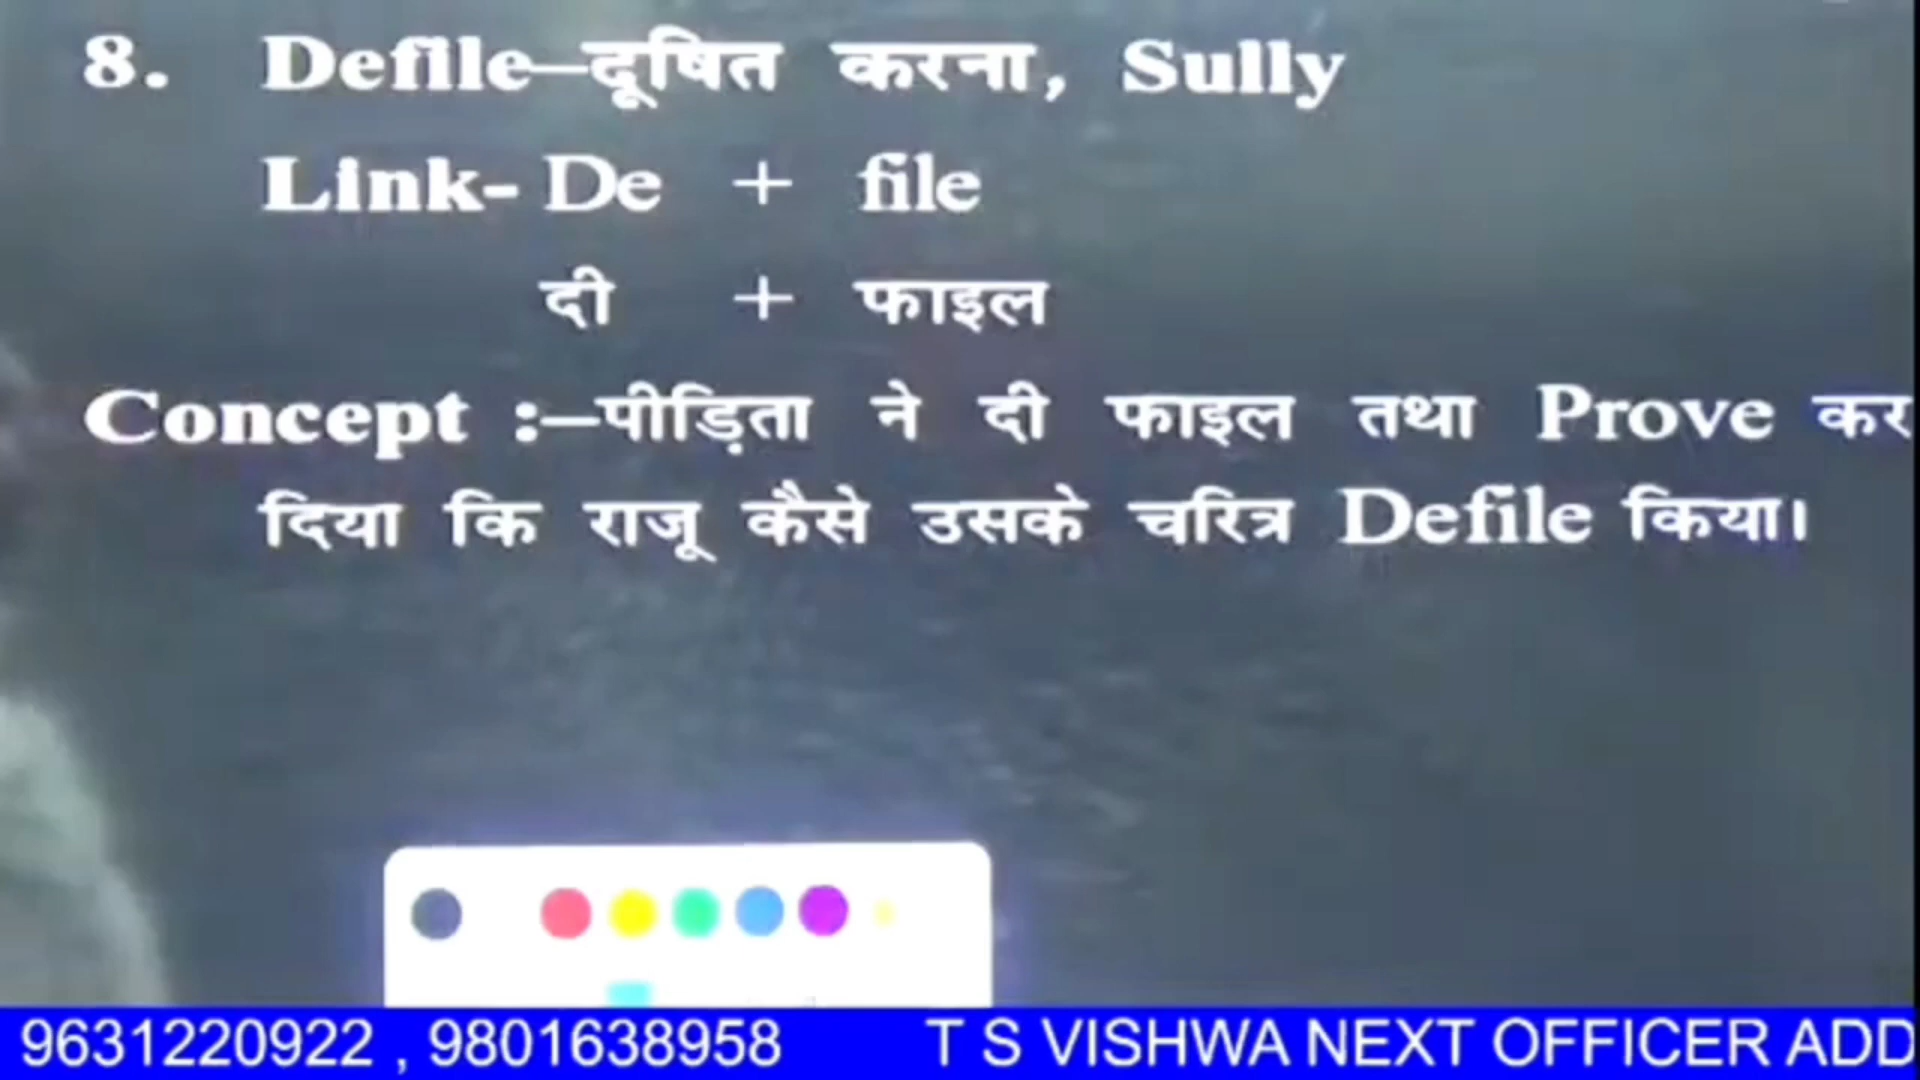 8. Defile–दूषित करना, Sully
Link- De + file
दी + फाइल
Concept :–पीड़िता ने दी फाइल तथा Prove कर
दिया कि राजू कैसे उसके चरित्र Defile किया।
9631220922 , 9801638958 T S VISHWA NEXT OFFICER ADD